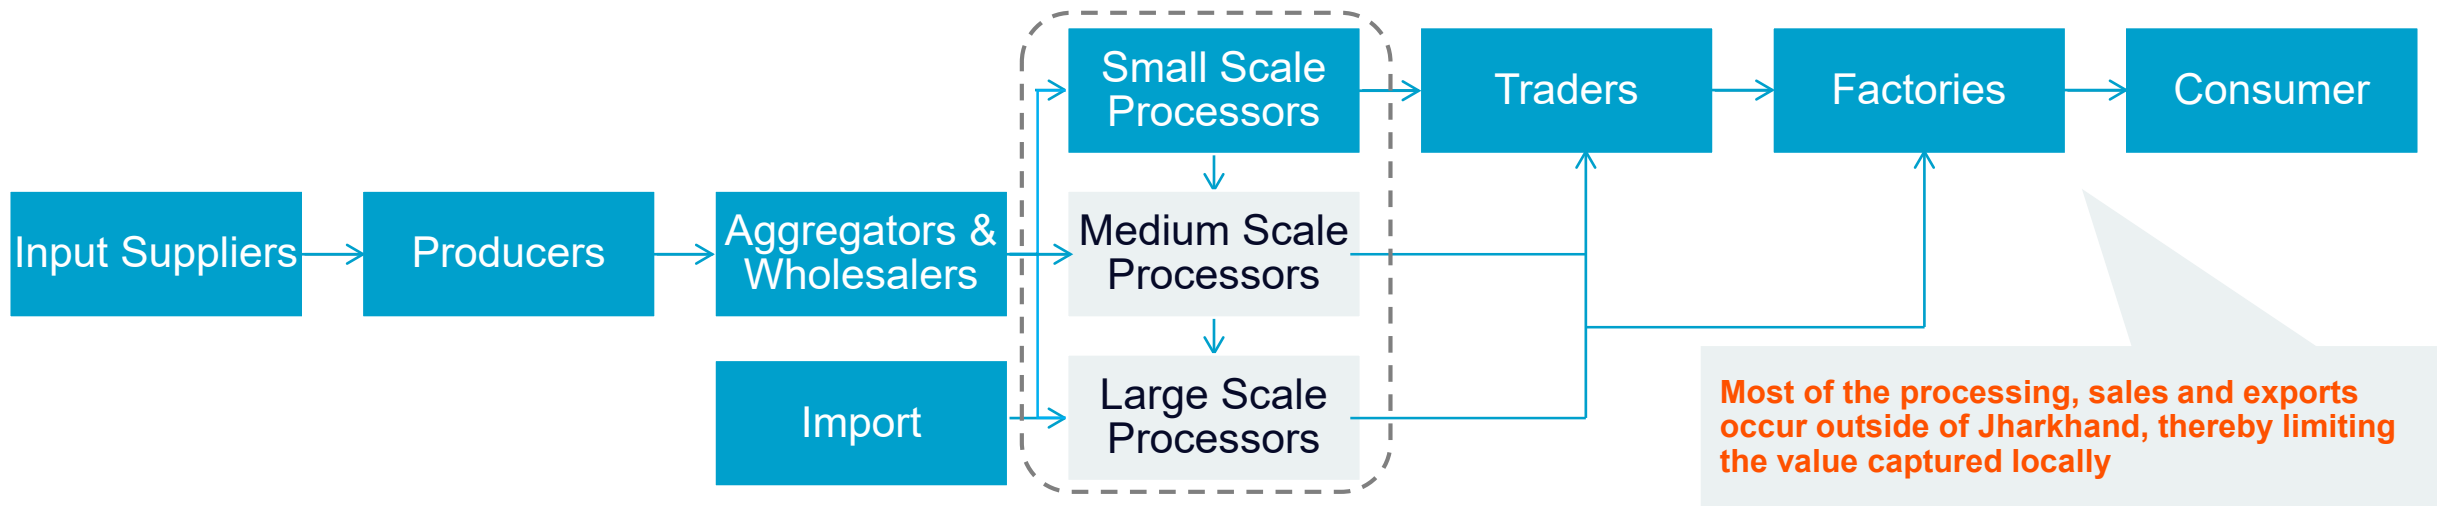 Small Scale
Processors
Traders
Factories
Consumer
Input Suppliers
Producers
Aggregators &
Wholesalers
Medium Scale
Processors
Import
Large Scale
Processors
Most of the processing, sales and exports
occur outside of Jharkhand, thereby limiting
the value captured locally